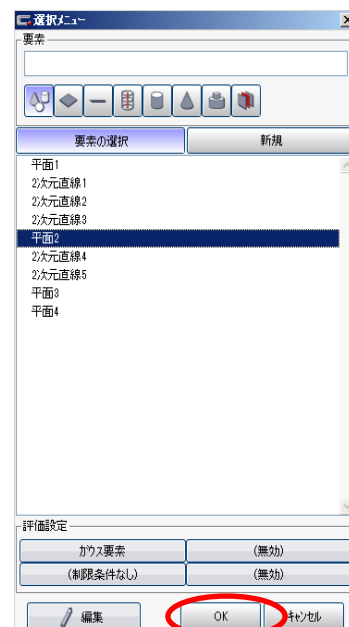 選択メニュー
要素
要素の選択
新規
平面1
2次元直線1
2次元直線2
2次元直線3
平面2
2次元直線4
2次元直線5
平面3
平面4
評価設定
ガウス要素
(無効)
(制限条件なし)
(無効)
編集
OK
キャンセル